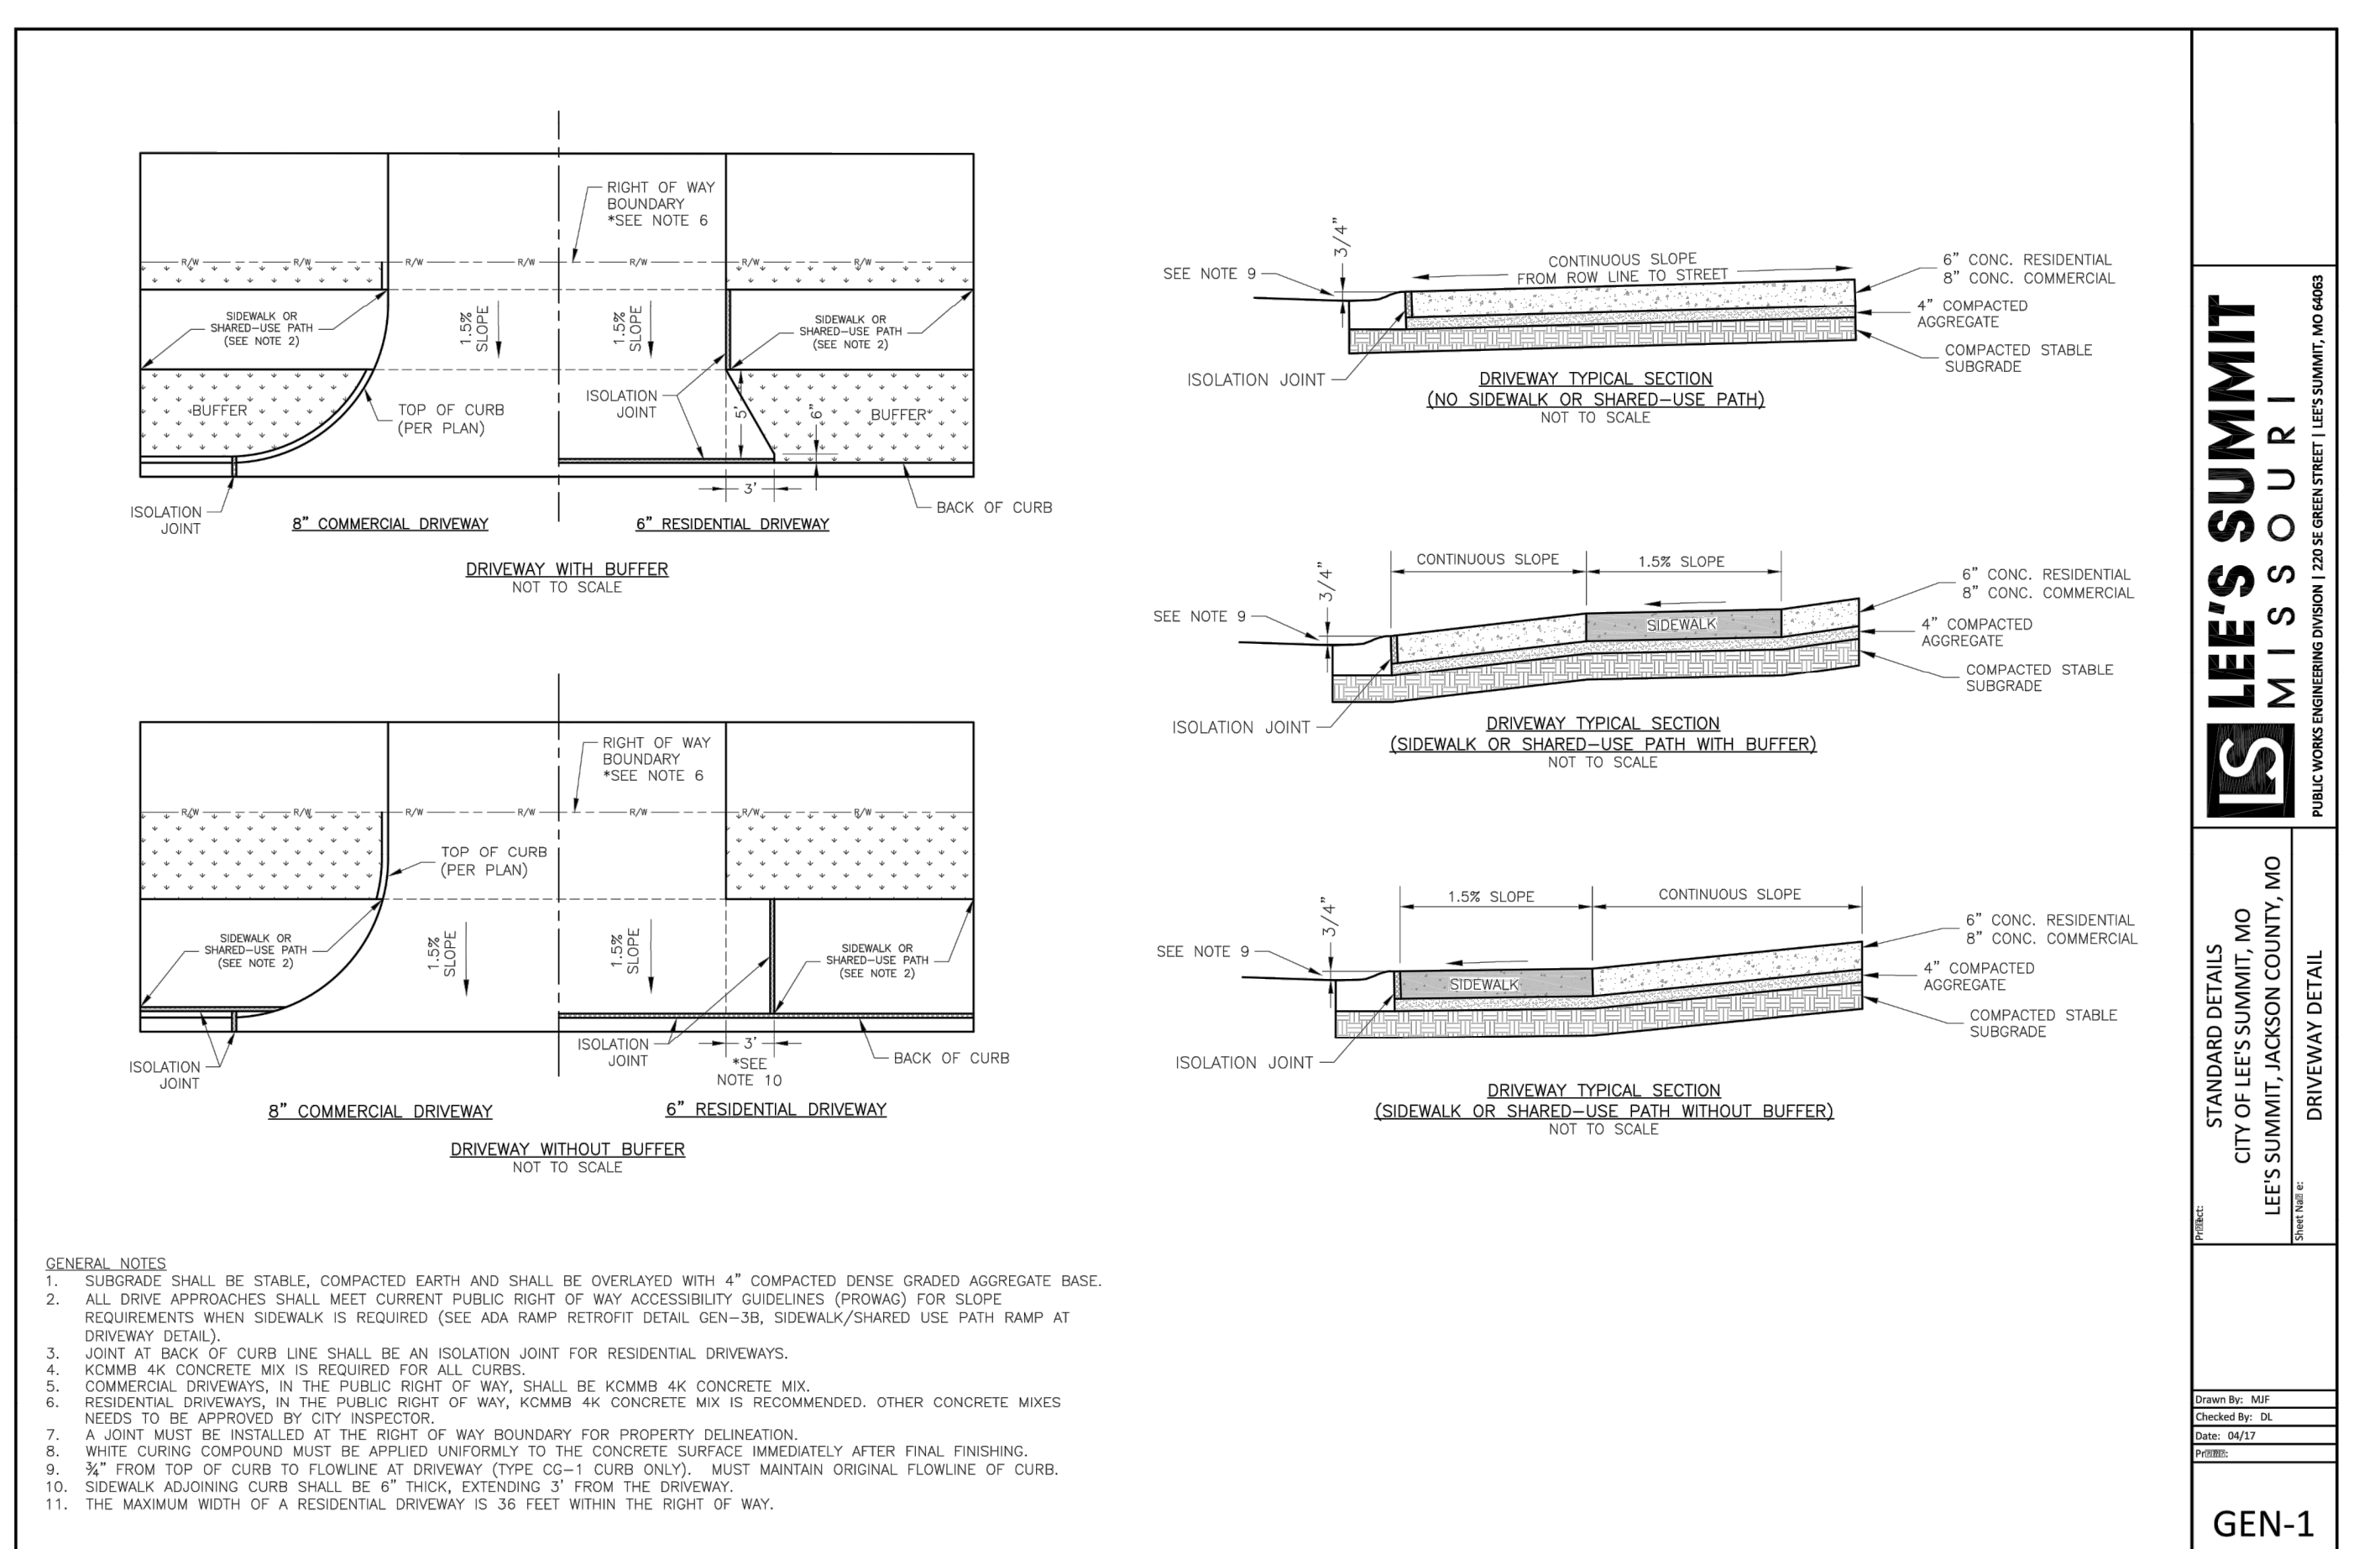 RIGHT OF WAY
BOUNDARY
*SEE NOTE 6
R/W
R/W
R/W
R/W
R/W
R/W
R/W
SIDEWALK OR
SHARED-USE PATH
(SEE NOTE 2)
1.5%
SLOPE
1.5%
SLOPE
SIDEWALK OR
SHARED-USE PATH
(SEE NOTE 2)
BUFFER
TOP OF CURB
(PER PLAN)
ISOLATION
JOINT
5'
6"
BUFFER
3'
ISOLATION
JOINT
BACK OF CURB
8" COMMERCIAL DRIVEWAY
6" RESIDENTIAL DRIVEWAY
DRIVEWAY WITH BUFFER
NOT TO SCALE
RIGHT OF WAY
BOUNDARY
*SEE NOTE 6
R/W
R/W
R/W
R/W
R/W
R/W
R/W
TOP OF CURB
(PER PLAN)
SIDEWALK OR
SHARED-USE PATH
(SEE NOTE 2)
1.5%
SLOPE
1.5%
SLOPE
SIDEWALK OR
SHARED-USE PATH
(SEE NOTE 2)
ISOLATION
JOINT
ISOLATION
JOINT
3'
*SEE
NOTE 10
BACK OF CURB
8" COMMERCIAL DRIVEWAY
6" RESIDENTIAL DRIVEWAY
DRIVEWAY WITHOUT BUFFER
NOT TO SCALE
3/4"
SEE NOTE 9
CONTINUOUS SLOPE
FROM ROW LINE TO STREET
6" CONC. RESIDENTIAL
8" CONC. COMMERCIAL
4" COMPACTED
AGGREGATE
COMPACTED STABLE
SUBGRADE
ISOLATION JOINT
DRIVEWAY TYPICAL SECTION
(NO SIDEWALK OR SHARED-USE PATH)
NOT TO SCALE
3/4"
SEE NOTE 9
CONTINUOUS SLOPE
1.5% SLOPE
SIDEWALK
6" CONC. RESIDENTIAL
8" CONC. COMMERCIAL
4" COMPACTED
AGGREGATE
COMPACTED STABLE
SUBGRADE
ISOLATION JOINT
DRIVEWAY TYPICAL SECTION
(SIDEWALK OR SHARED-USE PATH WITH BUFFER)
NOT TO SCALE
3/4"
SEE NOTE 9
1.5% SLOPE
CONTINUOUS SLOPE
SIDEWALK
6" CONC. RESIDENTIAL
8" CONC. COMMERCIAL
4" COMPACTED
AGGREGATE
COMPACTED STABLE
SUBGRADE
ISOLATION JOINT
DRIVEWAY TYPICAL SECTION
(SIDEWALK OR SHARED-USE PATH WITHOUT BUFFER)
NOT TO SCALE
GENERAL NOTES
1. SUBGRADE SHALL BE STABLE, COMPACTED EARTH AND SHALL BE OVERLAYED WITH 4" COMPACTED DENSE GRADED AGGREGATE BASE.
2. ALL DRIVE APPROACHES SHALL MEET CURRENT PUBLIC RIGHT OF WAY ACCESSIBILITY GUIDELINES (PROWAG) FOR SLOPE
REQUIREMENTS WHEN SIDEWALK IS REQUIRED (SEE ADA RAMP RETROFIT DETAIL GEN-3B, SIDEWALK/SHARED USE PATH RAMP AT
DRIVEWAY DETAIL).
3. JOINT AT BACK OF CURB LINE SHALL BE AN ISOLATION JOINT FOR RESIDENTIAL DRIVEWAYS.
4. KCMMB 4K CONCRETE MIX IS REQUIRED FOR ALL CURBS.
5. COMMERCIAL DRIVEWAYS, IN THE PUBLIC RIGHT OF WAY, SHALL BE KCMMB 4K CONCRETE MIX.
6. RESIDENTIAL DRIVEWAYS, IN THE PUBLIC RIGHT OF WAY, KCMMB 4K CONCRETE MIX IS RECOMMENDED. OTHER CONCRETE MIXES
NEEDS TO BE APPROVED BY CITY INSPECTOR.
7. A JOINT MUST BE INSTALLED AT THE RIGHT OF WAY BOUNDARY FOR PROPERTY DELINEATION.
8. WHITE CURING COMPOUND MUST BE APPLIED UNIFORMLY TO THE CONCRETE SURFACE IMMEDIATELY AFTER FINAL FINISHING.
9. ¾" FROM TOP OF CURB TO FLOWLINE AT DRIVEWAY (TYPE CG-1 CURB ONLY). MUST MAINTAIN ORIGINAL FLOWLINE OF CURB.
10. SIDEWALK ADJOINING CURB SHALL BE 6" THICK, EXTENDING 3' FROM THE DRIVEWAY.
11. THE MAXIMUM WIDTH OF A RESIDENTIAL DRIVEWAY IS 36 FEET WITHIN THE RIGHT OF WAY.
LS LEE'S SUMMIT
MISSOURI
PUBLIC WORKS ENGINEERING DIVISION | 220 SE GREEN STREET | LEE'S SUMMIT, MO 64063
STANDARD DETAILS
CITY OF LEE'S SUMMIT, MO
LEE'S SUMMIT, JACKSON COUNTY, MO
Sheet
DRIVEWAY DETAIL
Drawn By: MJF
Checked By: DL
Date: 04/17
GEN-1